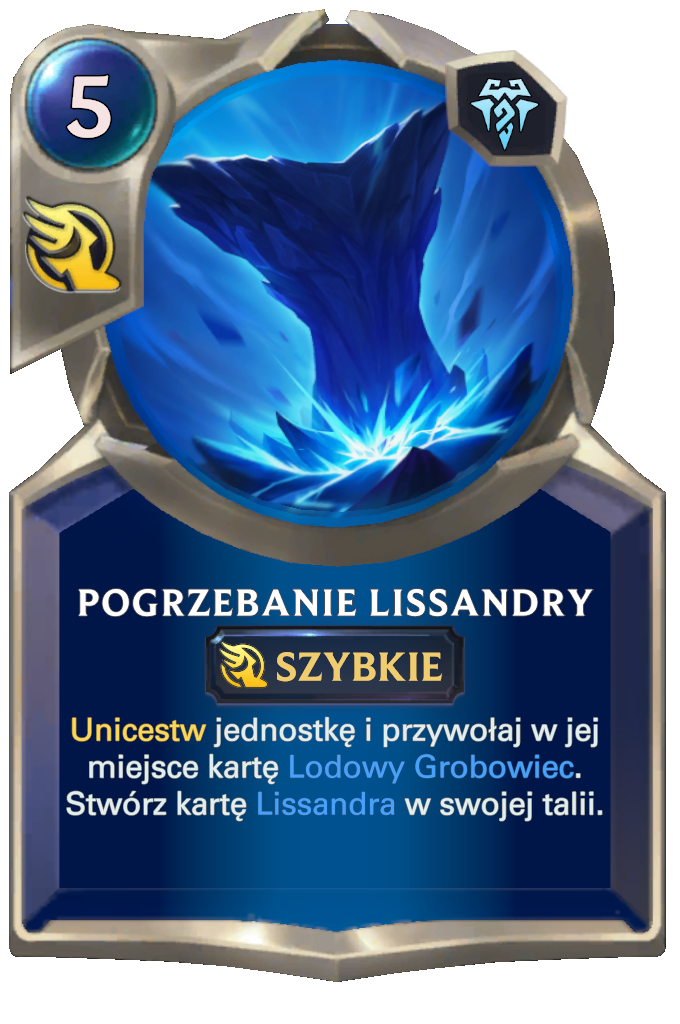 5
POGRZEBANIE LISSANDRY
SZYBKIE
Unicestw jednostkę i przywołaj w jej
miejsce kartę Lodowy Grobowiec.
Stwórz kartę Lissandra w swojej talii.